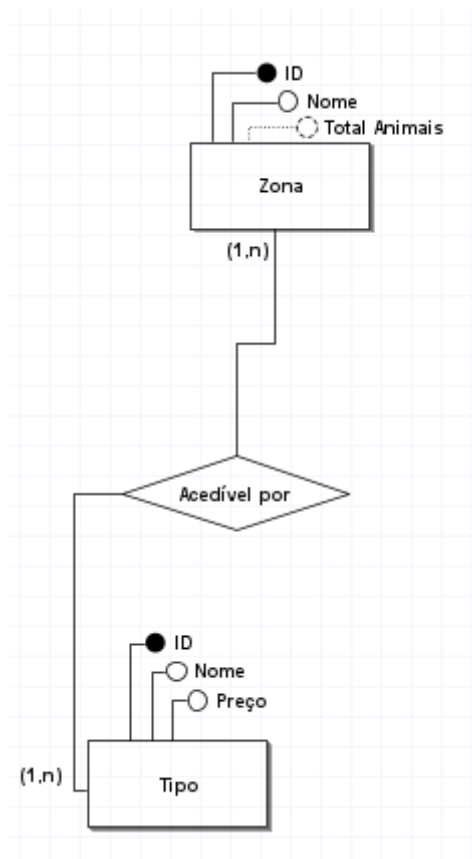 ID
Nome
Total Animais
Zona
(1,n)
Acedível por
ID
Nome
Preço
(1,n)
Tipo